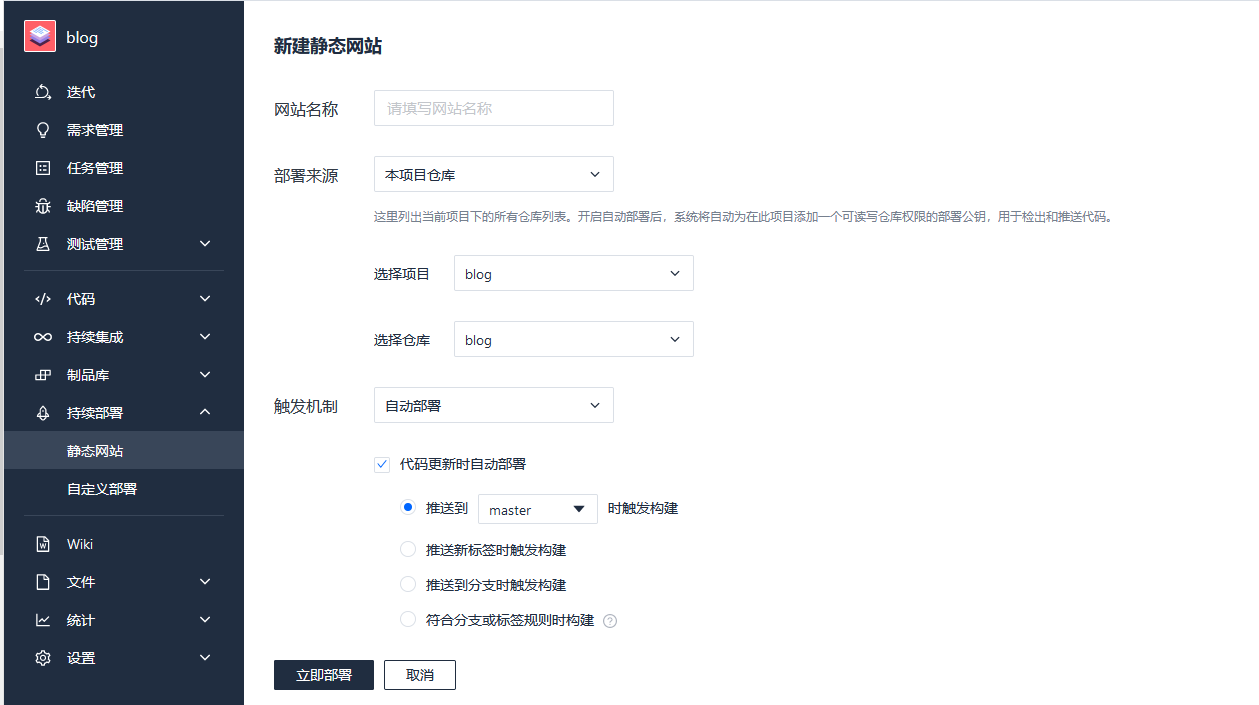 blog
迭代
需求管理
任务管理
缺陷管理
测试管理
代码
持续集成
制品库
持续部署
静态网站
自定义部署
Wiki
文件
统计
设置
新建静态网站
网站名称 请填写网站名称
部署来源 本项目仓库
这里列出当前项目下的所有仓库列表。开启自动部署后，系统将自动为在此项目添加一个可读写仓库权限的部署公钥，用于检出和推送代码。
选择项目 blog
选择仓库 blog
触发机制 自动部署
代码更新时自动部署
推送到 master 时触发构建
推送新标签时触发构建
推送到分支时触发构建
符合分支或标签规则时构建 ?
立即部署 取消